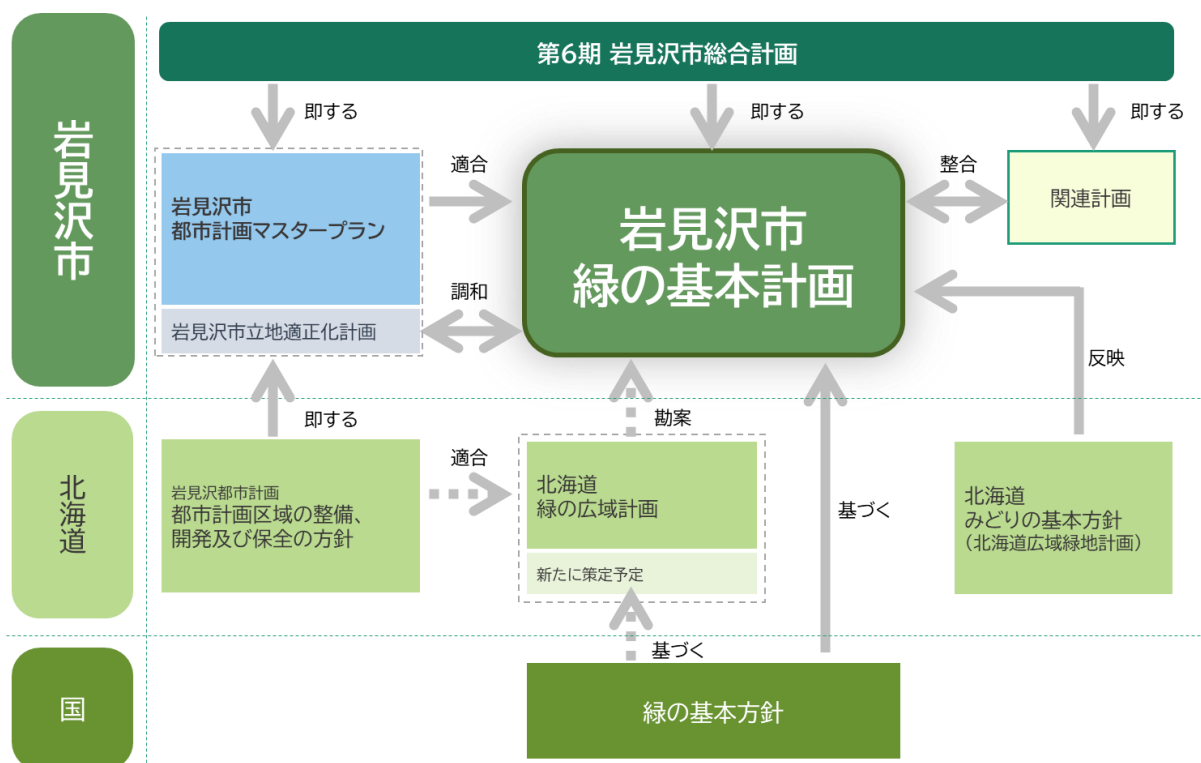 岩見沢市
第6期 岩見沢市総合計画
即する
即する
即する
岩見沢市
都市計画マスタープラン
岩見沢市立地適正化計画
適合
調和
岩見沢市
緑の基本計画
整合
関連計画
反映
北海道
即する
岩見沢都市計画
都市計画区域の整備、
開発及び保全の方針
適合
勘案
北海道
緑の広域計画
新たに策定予定
基づく
北海道
みどりの基本方針
（北海道広域緑地計画）
国
基づく
緑の基本方針